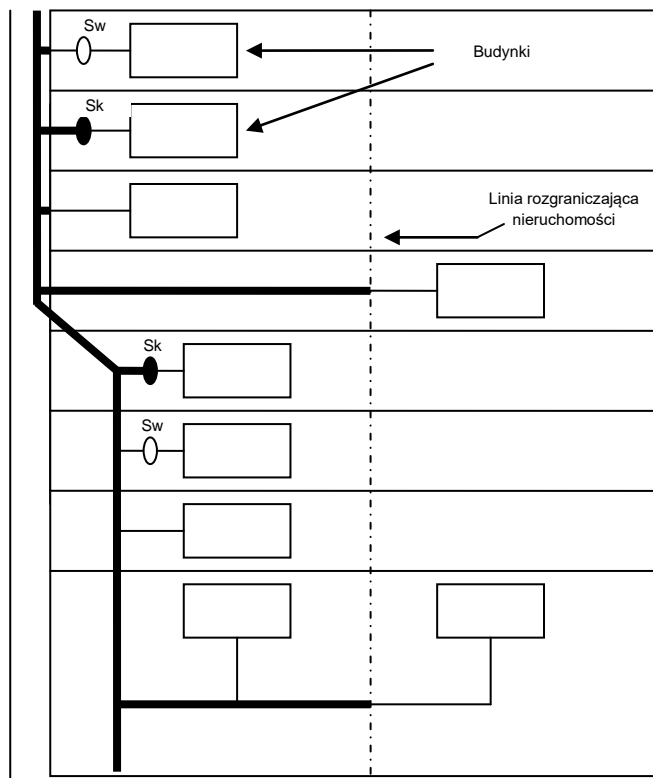 Sw
Budynki
Sk
Linia rozgraniczająca
nieruchomości
Sk
Sw